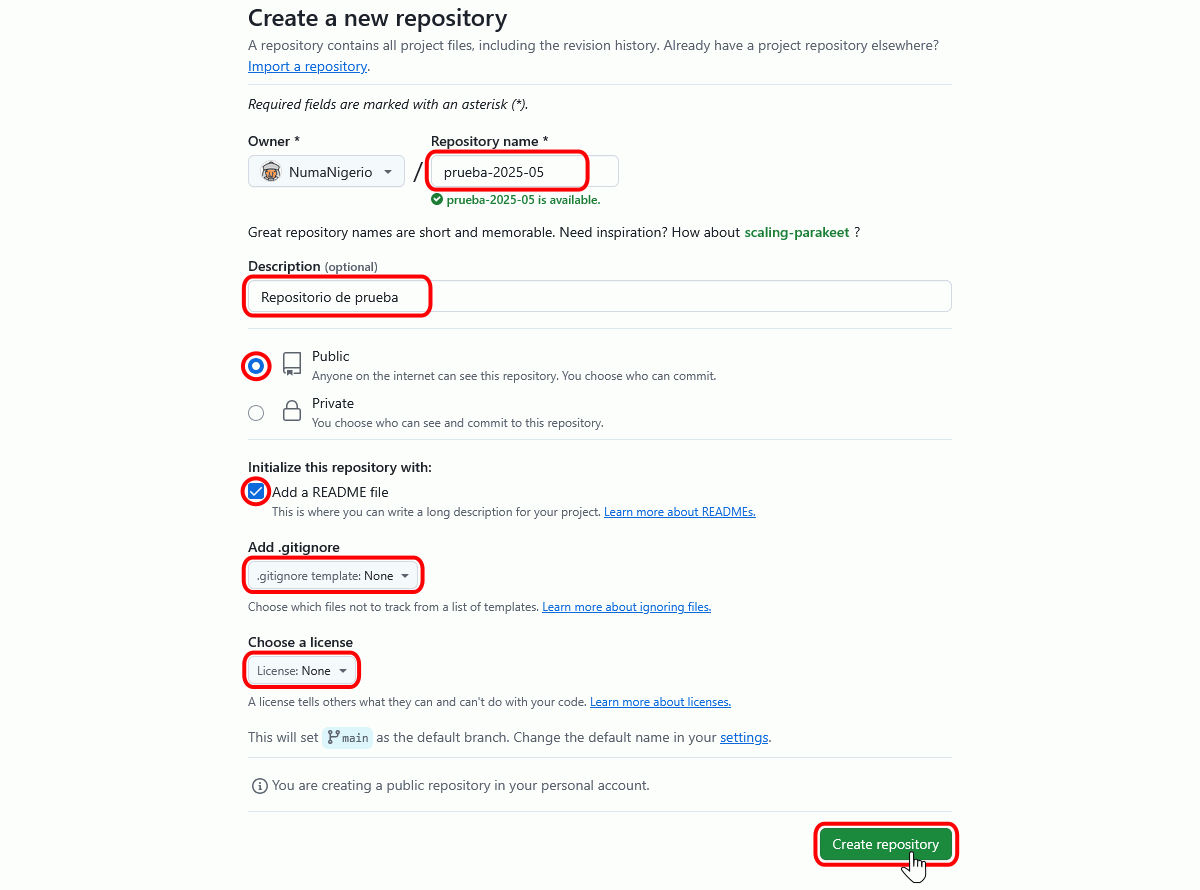 Create a new repository
A repository contains all project files, including the revision history. Already have a project repository elsewhere?
Import a repository.
Required fields are marked with an asterisk (*).
Owner * Repository name *
NumaNigerio / prueba-2025-05
prueba-2025-05 is available.
Great repository names are short and memorable. Need inspiration? How about scaling-parakeet ?
Description (optional)
Repositorio de prueba
Public
Anyone on the internet can see this repository. You choose who can commit.
Private
You choose who can see and commit to this repository.
Initialize this repository with:
Add a README file
This is where you can write a long description for your project. Learn more about READMEs.
Add .gitignore
.gitignore template: None
Choose which files not to track from a list of templates. Learn more about ignoring files.
Choose a license
License: None
A license tells others what they can and can't do with your code. Learn more about licenses.
This will set main as the default branch. Change the default name in your settings.
You are creating a public repository in your personal account.
Create repository